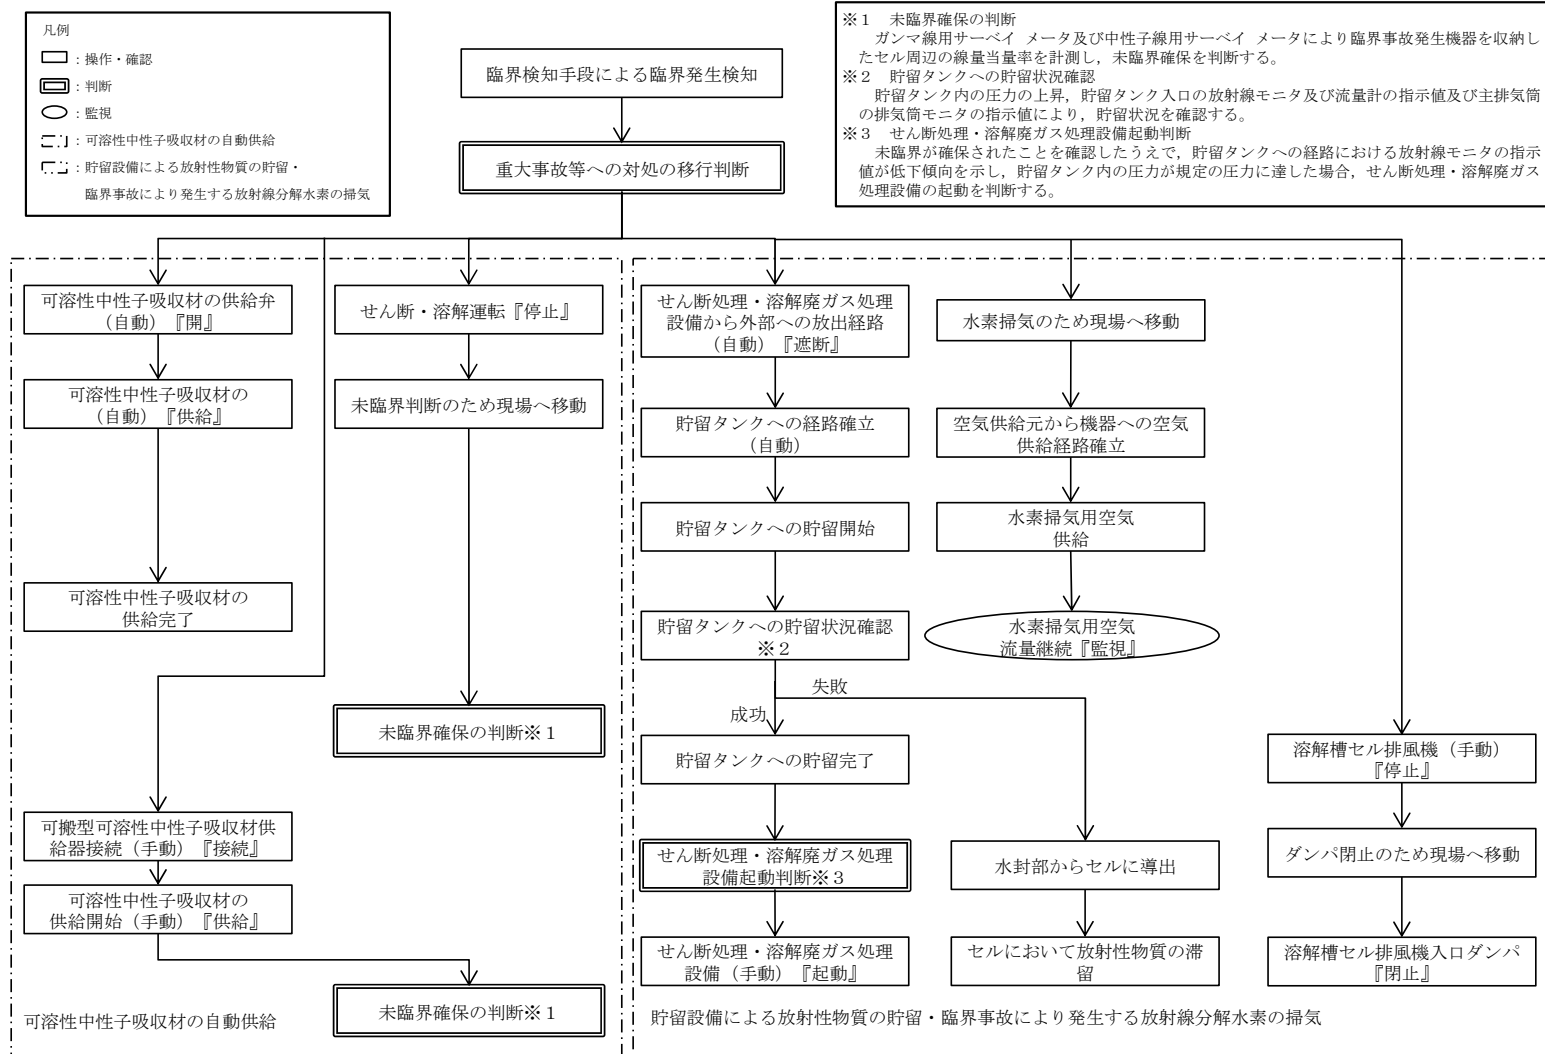 凡例
：操作・確認
：判断
：監視
：可溶性中性子吸収材の自動供給
：貯留設備による放射性物質の貯留・
臨界事故により発生する放射線分解水素の掃気
※１　未臨界確保の判断
ガンマ線用サーベイ メータ及び中性子線用サーベイ メータにより臨界事故発生機器を収納し
たセル周辺の線量当量率を計測し，未臨界確保を判断する。
※２　貯留タンクへの貯留状況確認
貯留タンク内の圧力の上昇，貯留タンク入口の放射線モニタ及び流量計の指示値及び主排気筒
の排気筒モニタの指示値により，貯留状況を確認する。
※３　せん断処理・溶解廃ガス処理設備起動判断
未臨界が確保されたことを確認したうえで，貯留タンクへの経路における放射線モニタの指示
値が低下傾向を示し，貯留タンク内の圧力が規定の圧力に達した場合，せん断処理・溶解廃ガス
処理設備の起動を判断する。
臨界検知手段による臨界発生検知
重大事故等への対処の移行判断
可溶性中性子吸収材の供給弁
（自動）『開』
可溶性中性子吸収材の
（自動）『供給』
可溶性中性子吸収材の
供給完了
可搬型可溶性中性子吸収材供
給器接続（手動）『接続』
可溶性中性子吸収材の
供給開始（手動）『供給』
せん断・溶解運転『停止』
未臨界判断のため現場へ移動
未臨界確保の判断※１
未臨界確保の判断※１
可溶性中性子吸収材の自動供給
せん断処理・溶解廃ガス処理
設備から外部への放出経路
（自動）『遮断』
貯留タンクへの経路確立
（自動）
貯留タンクへの貯留開始
貯留タンクへの貯留状況確認
※２
失敗
成功
貯留タンクへの貯留完了
せん断処理・溶解廃ガス処理
設備起動判断※３
せん断処理・溶解廃ガス処理
設備（手動）『起動』
水素掃気のため現場へ移動
空気供給元から機器への空気
供給経路確立
水素掃気用空気
供給
水素掃気用空気
流量継続『監視』
水封部からセルに導出
セルにおいて放射性物質の滞
留
溶解槽セル排風機（手動）
『停止』
ダンパ閉止のため現場へ移動
溶解槽セル排風機入口ダンパ
『閉止』
貯留設備による放射性物質の貯留・臨界事故により発生する放射線分解水素の掃気